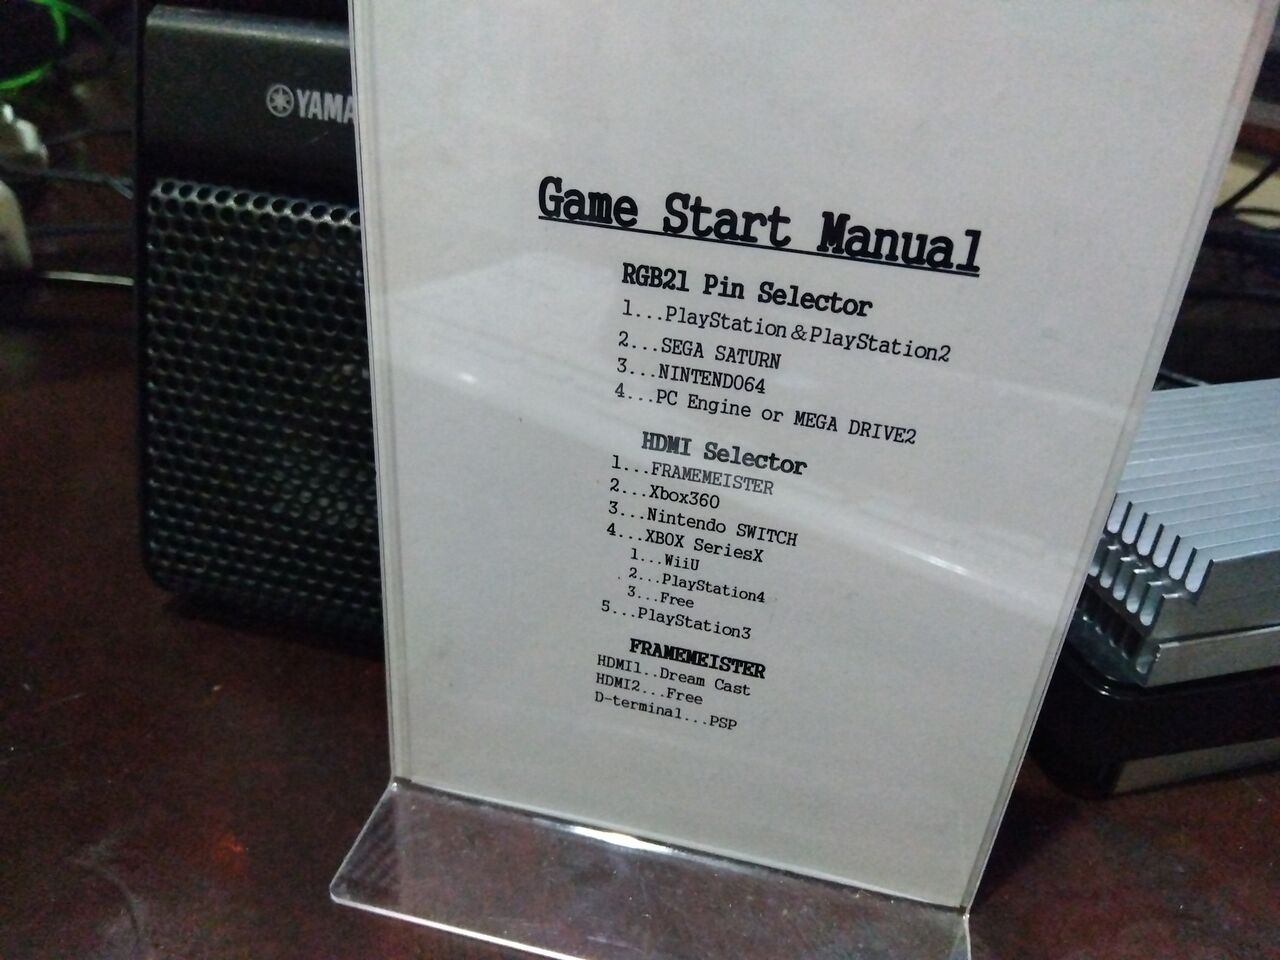 YAMA
Game Start Manual
RGB21 Pin Selector
1...PlayStation&PlayStation2
2...SEGA SATURN
3...NINTENDO64
4...PC Engine or MEGA DRIVE2
HDMI Selector
1...FRAMEMEISTER
2...Xbox360
3...Nintendo SWITCH
4...XBOX SeriesX
1...WiiU
2...PlayStation4
3...Free
5...PlayStation3
FRAMEMEISTER
HDMI1..Dream Cast
HDMI2...Free
D-terminal...PSP